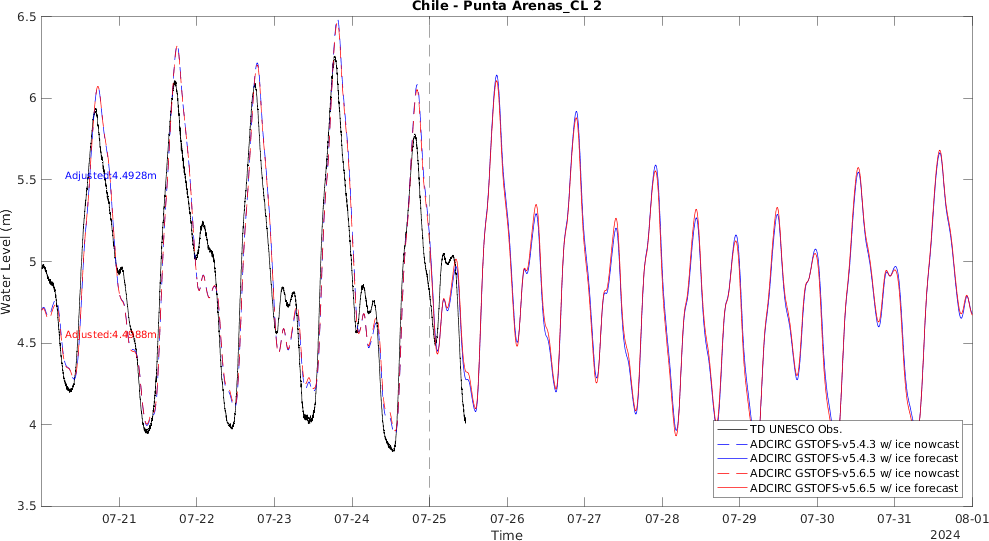 Chile - Punta Arenas_CL 2
6.5
6
5.5
5
4.5
4
3.5
Water Level (m)
Adjusted:4.4928m
Adjusted:4.4988m
TD UNESCO Obs.
ADCIRC GSTOFS-v5.4.3 w/ ice nowcast
ADCIRC GSTOFS-v5.4.3 w/ ice forecast
ADCIRC GSTOFS-v5.6.5 w/ ice nowcast
ADCIRC GSTOFS-v5.6.5 w/ ice forecast
07-21 07-22 07-23 07-24 07-25 07-26 07-27 07-28 07-29 07-30 07-31 08-01
Time
2024